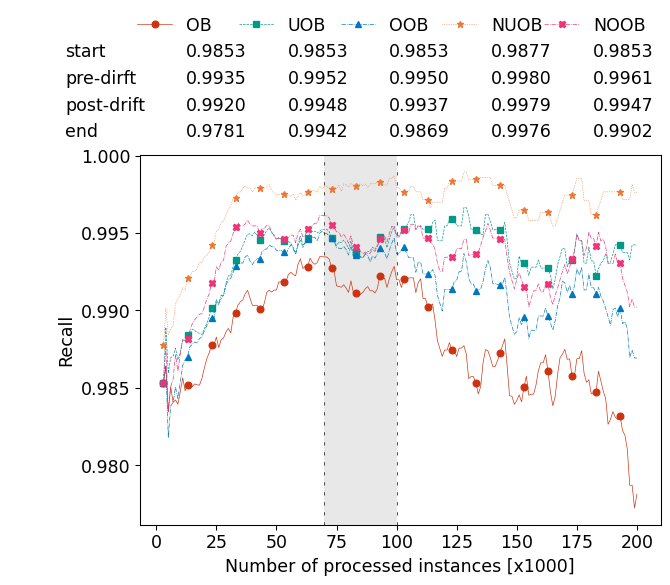 OB UOB OOB NUOB NOOB
start 0.9853 0.9853 0.9853 0.9877 0.9853
pre-dirft 0.9935 0.9952 0.9950 0.9980 0.9961
post-drift 0.9920 0.9948 0.9937 0.9979 0.9947
end 0.9781 0.9942 0.9869 0.9976 0.9902
1.000
0.995
0.990
0.985
0.980
Recall
0 25 50 75 100 125 150 175 200
Number of processed instances [x1000]